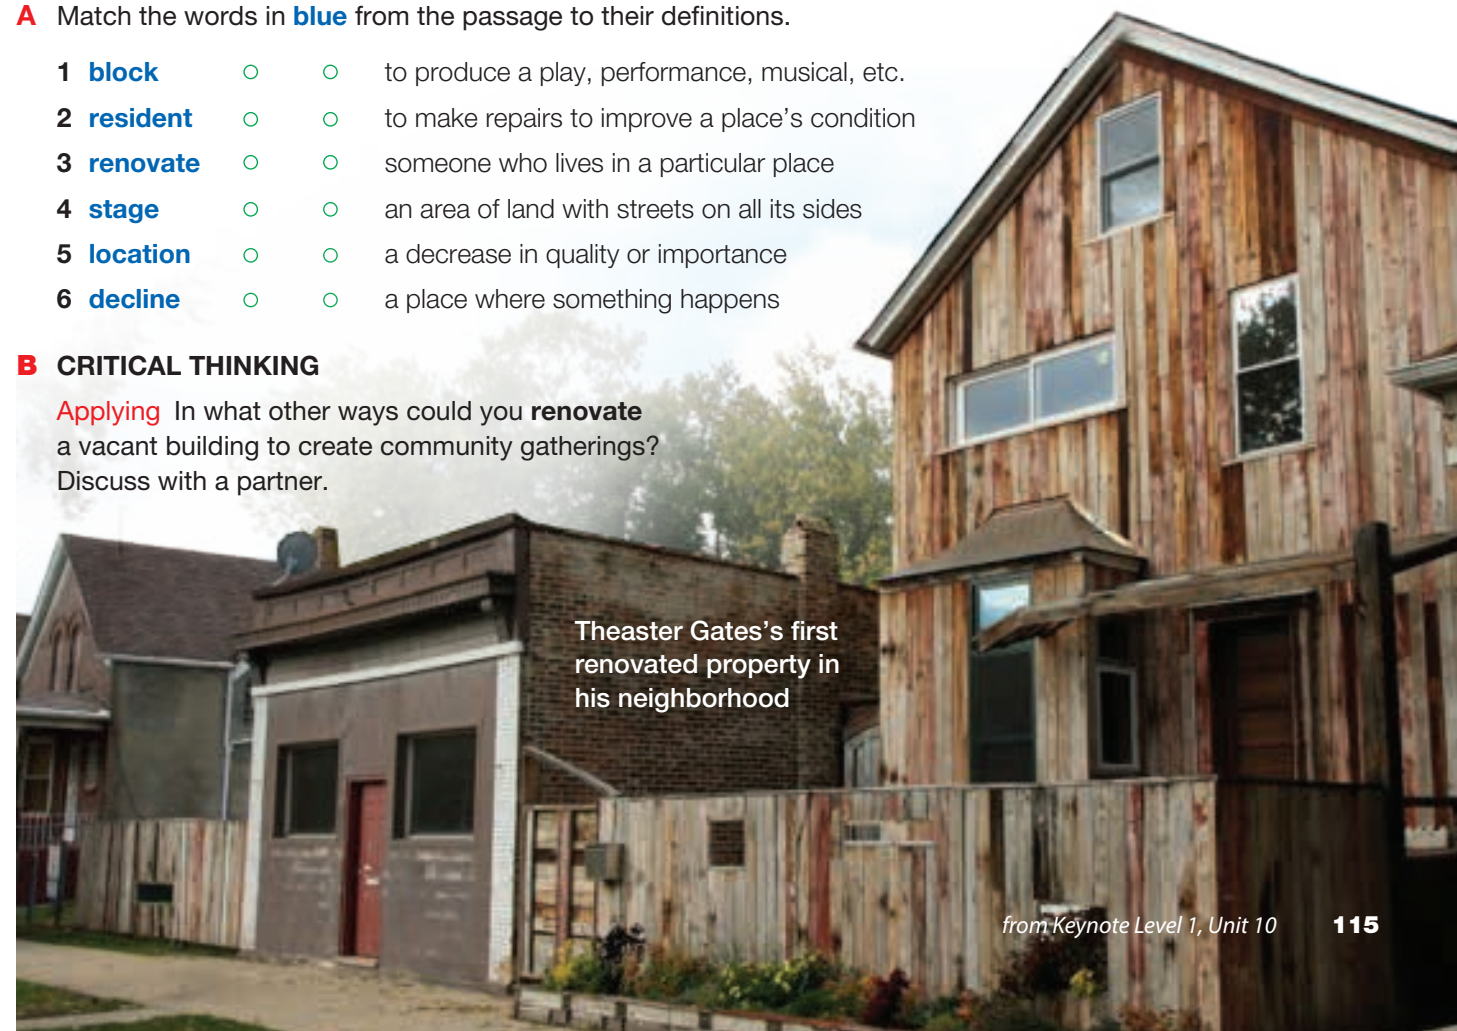 A Match the words in blue from the passage to their definitions.
1 block to produce a play, performance, musical, etc.
2 resident to make repairs to improve a place's condition
3 renovate someone who lives in a particular place
4 stage an area of land with streets on all its sides
5 location a decrease in quality or importance
6 decline a place where something happens
B CRITICAL THINKING
Applying In what other ways could you renovate
a vacant building to create community gatherings?
Discuss with a partner.
Theaster Gates's first
renovated property in
his neighborhood
from Keynote Level 1, Unit 10 115